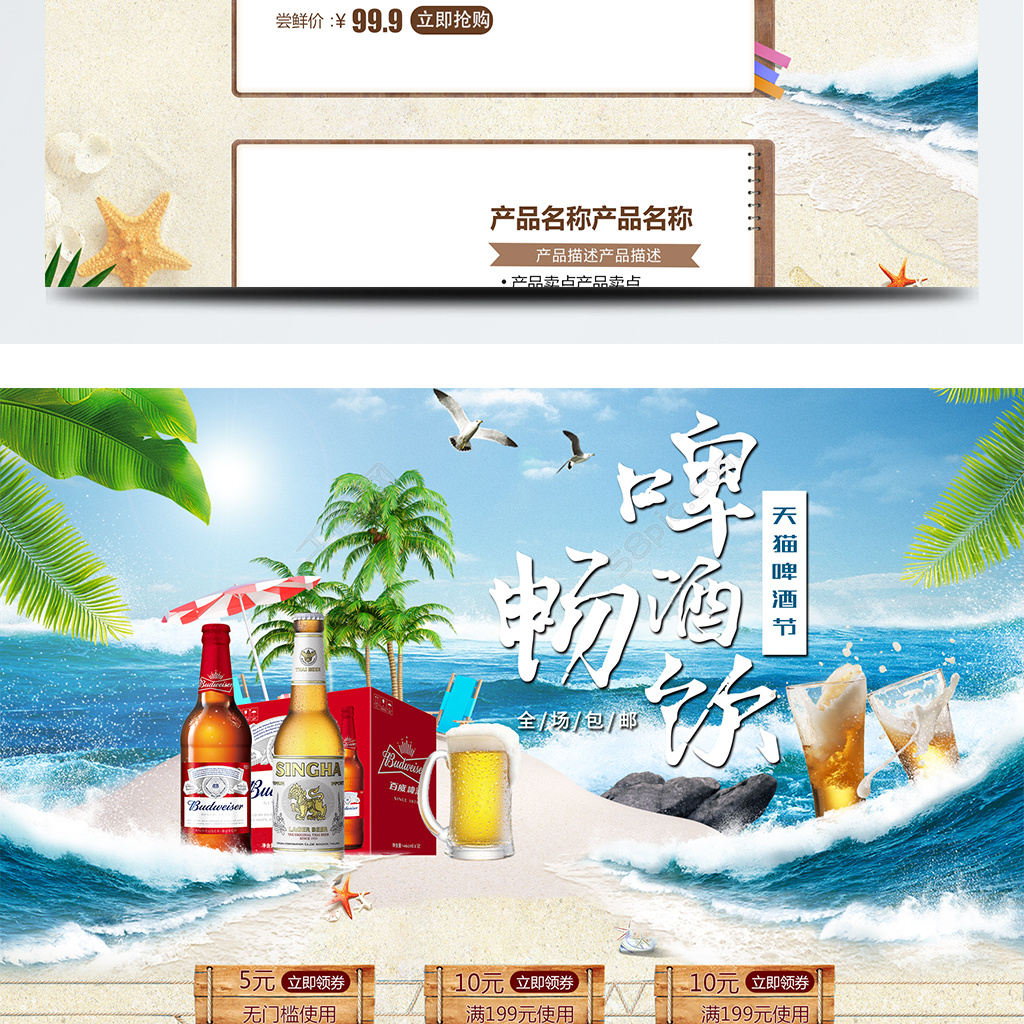 尝鲜价:¥ 99.9 立即抢购
产品名称产品名称
产品描述产品描述
• 产品卖点产品卖点
啤酒
畅饮
天猫啤酒节
全/场/包/邮
Budweiser
Budweiser
THAI BEER
SINGHA
LAGER BEER
Budweiser
百威啤酒
5元 立即领券
无门槛使用
10元 立即领券
满199元使用
10元 立即领券
满199元使用